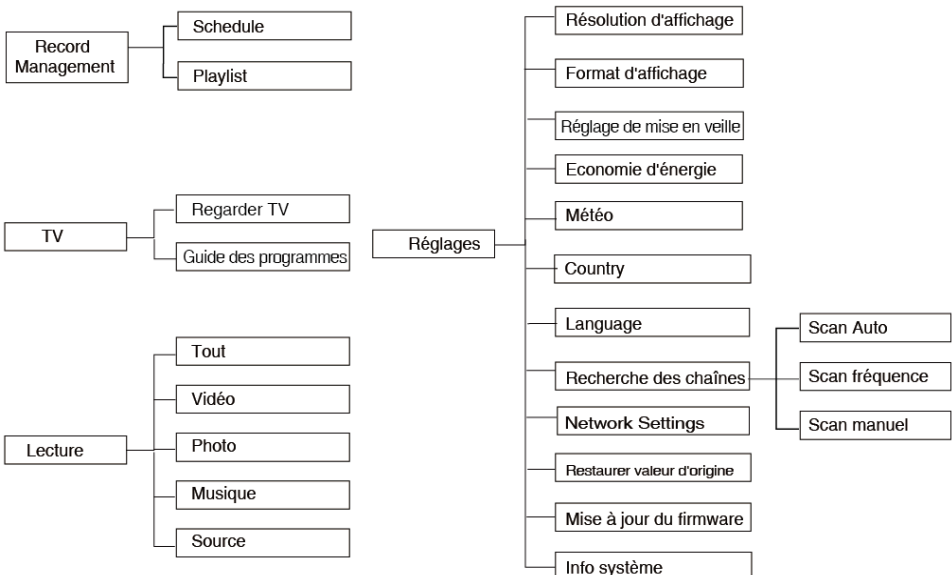 Record
Management
Schedule
Playlist
TV
Regarder TV
Guide des programmes
Lecture
Tout
Vidéo
Photo
Musique
Source
Réglages
Résolution d'affichage
Format d'affichage
Réglage de mise en veille
Economie d'énergie
Météo
Country
Language
Recherche des chaînes
Scan Auto
Scan fréquence
Scan manuel
Network Settings
Restaurer valeur d'origine
Mise à jour du firmware
Info système